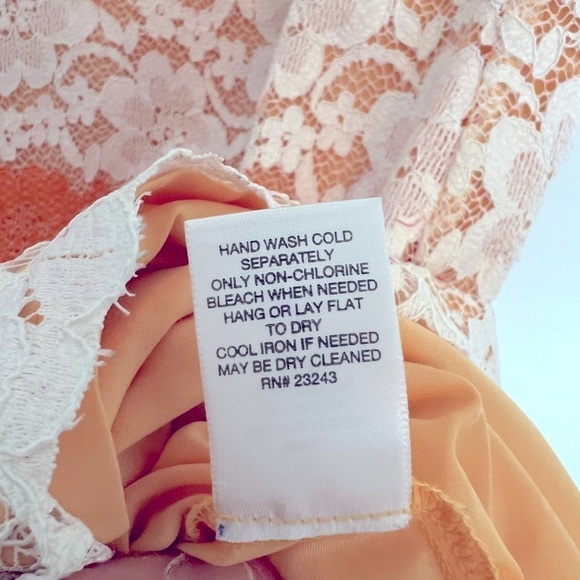 HAND WASH COLD
SEPARATELY
ONLY NON-CHLORINE
BLEACH WHEN NEEDED
HANG OR LAY FLAT
TO DRY
COOL IRON IF NEEDED
MAY BE DRY CLEANED
RN# 23243